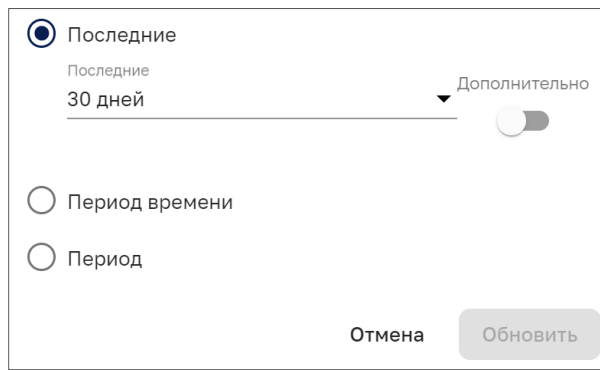 Последние
Последние
30 дней
Дополнительно
Период времени
Период
Отмена
Обновить